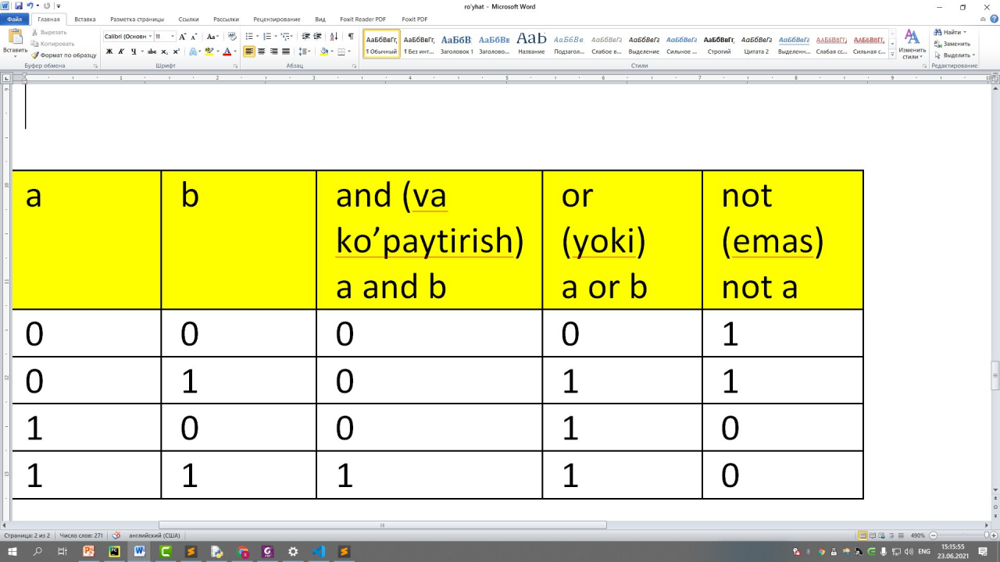 ro'yhat - Microsoft Word
Файл Главная Вставка Разметка страницы Ссылки Рассылки Рецензирование Вид Foxit Reader PDF Foxit PDF
Вставить
Вырезать
Копировать
Формат по образцу
Буфер обмена
Calibri (Основн 11
Шрифт
Абзац
АаБбВвГг, АаБбВвГг, АаБбВ АаБбВв АаБ АаБбВв АаБбВвГг АаБбВвГг АаБбВвГг АаБбВвГг, АаБбВвГг АаБбВвГг АаБбВвГг, АаБбВвГг,
¶ Обычный ¶ Без инт... Заголовок 1 Заголово... Название Подзагол... Слабое в... Выделение Сильное ... Строгий Цитата 2 Выделенн... Слабая сс... Сильная с...
Стили
Изменить
стили
Найти
Заменить
Выделить
Редактирование
a
b
and (va
ko’paytirish)
a and b
or
(yoki)
a or b
not
(emas)
not a
0 0 0 0 1
0 1 0 1 1
1 0 0 1 0
1 1 1 1 0
Страница: 2 из 2 Число слов: 271 английский (США) 490%
ENG 15:15:55
23.06.2021